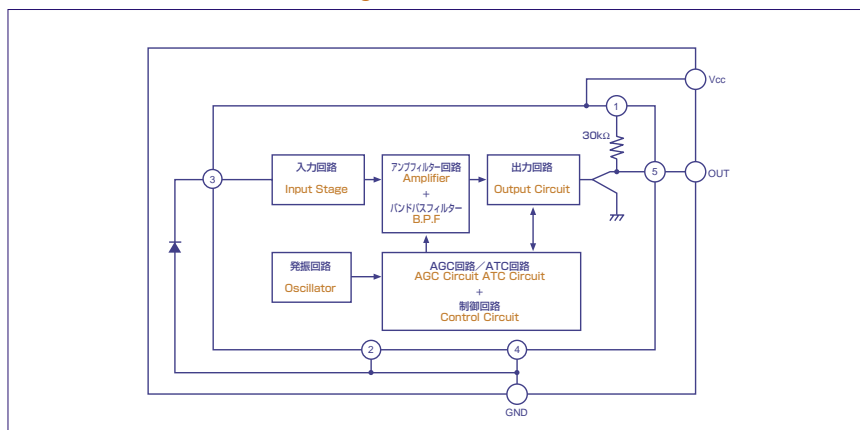 Vcc
1
30kΩ
入力回路
Input Stage
アンプフィルター回路
Amplifier
+
バンドパスフィルター
B.P.F
出力回路
Output Circuit
3
5
OUT
発振回路
Oscillator
AGC回路／ATC回路
AGC Circuit ATC Circuit
+
制御回路
Control Circuit
2
4
GND